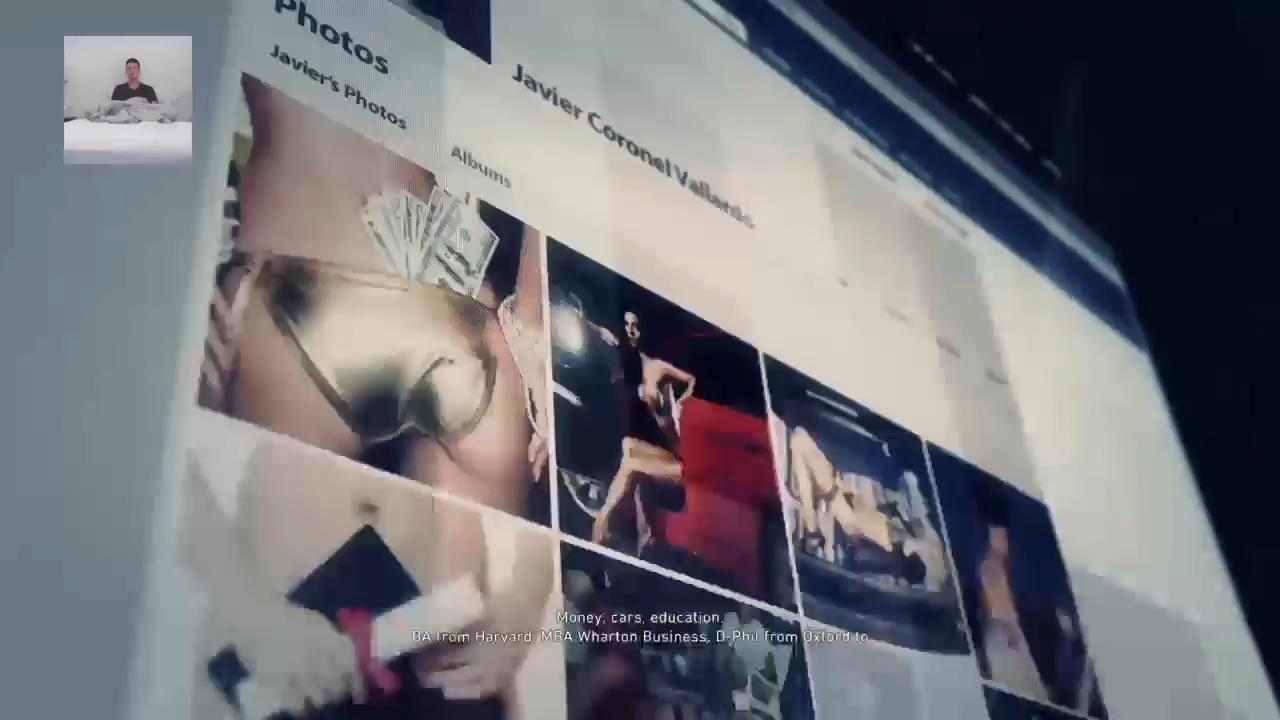 Photos
Javier's Photos
Javier Coronel Vallardo
Albums
Money, cars, education.
BA from Harvard, MBA Wharton Business, D-Phil from Oxford to